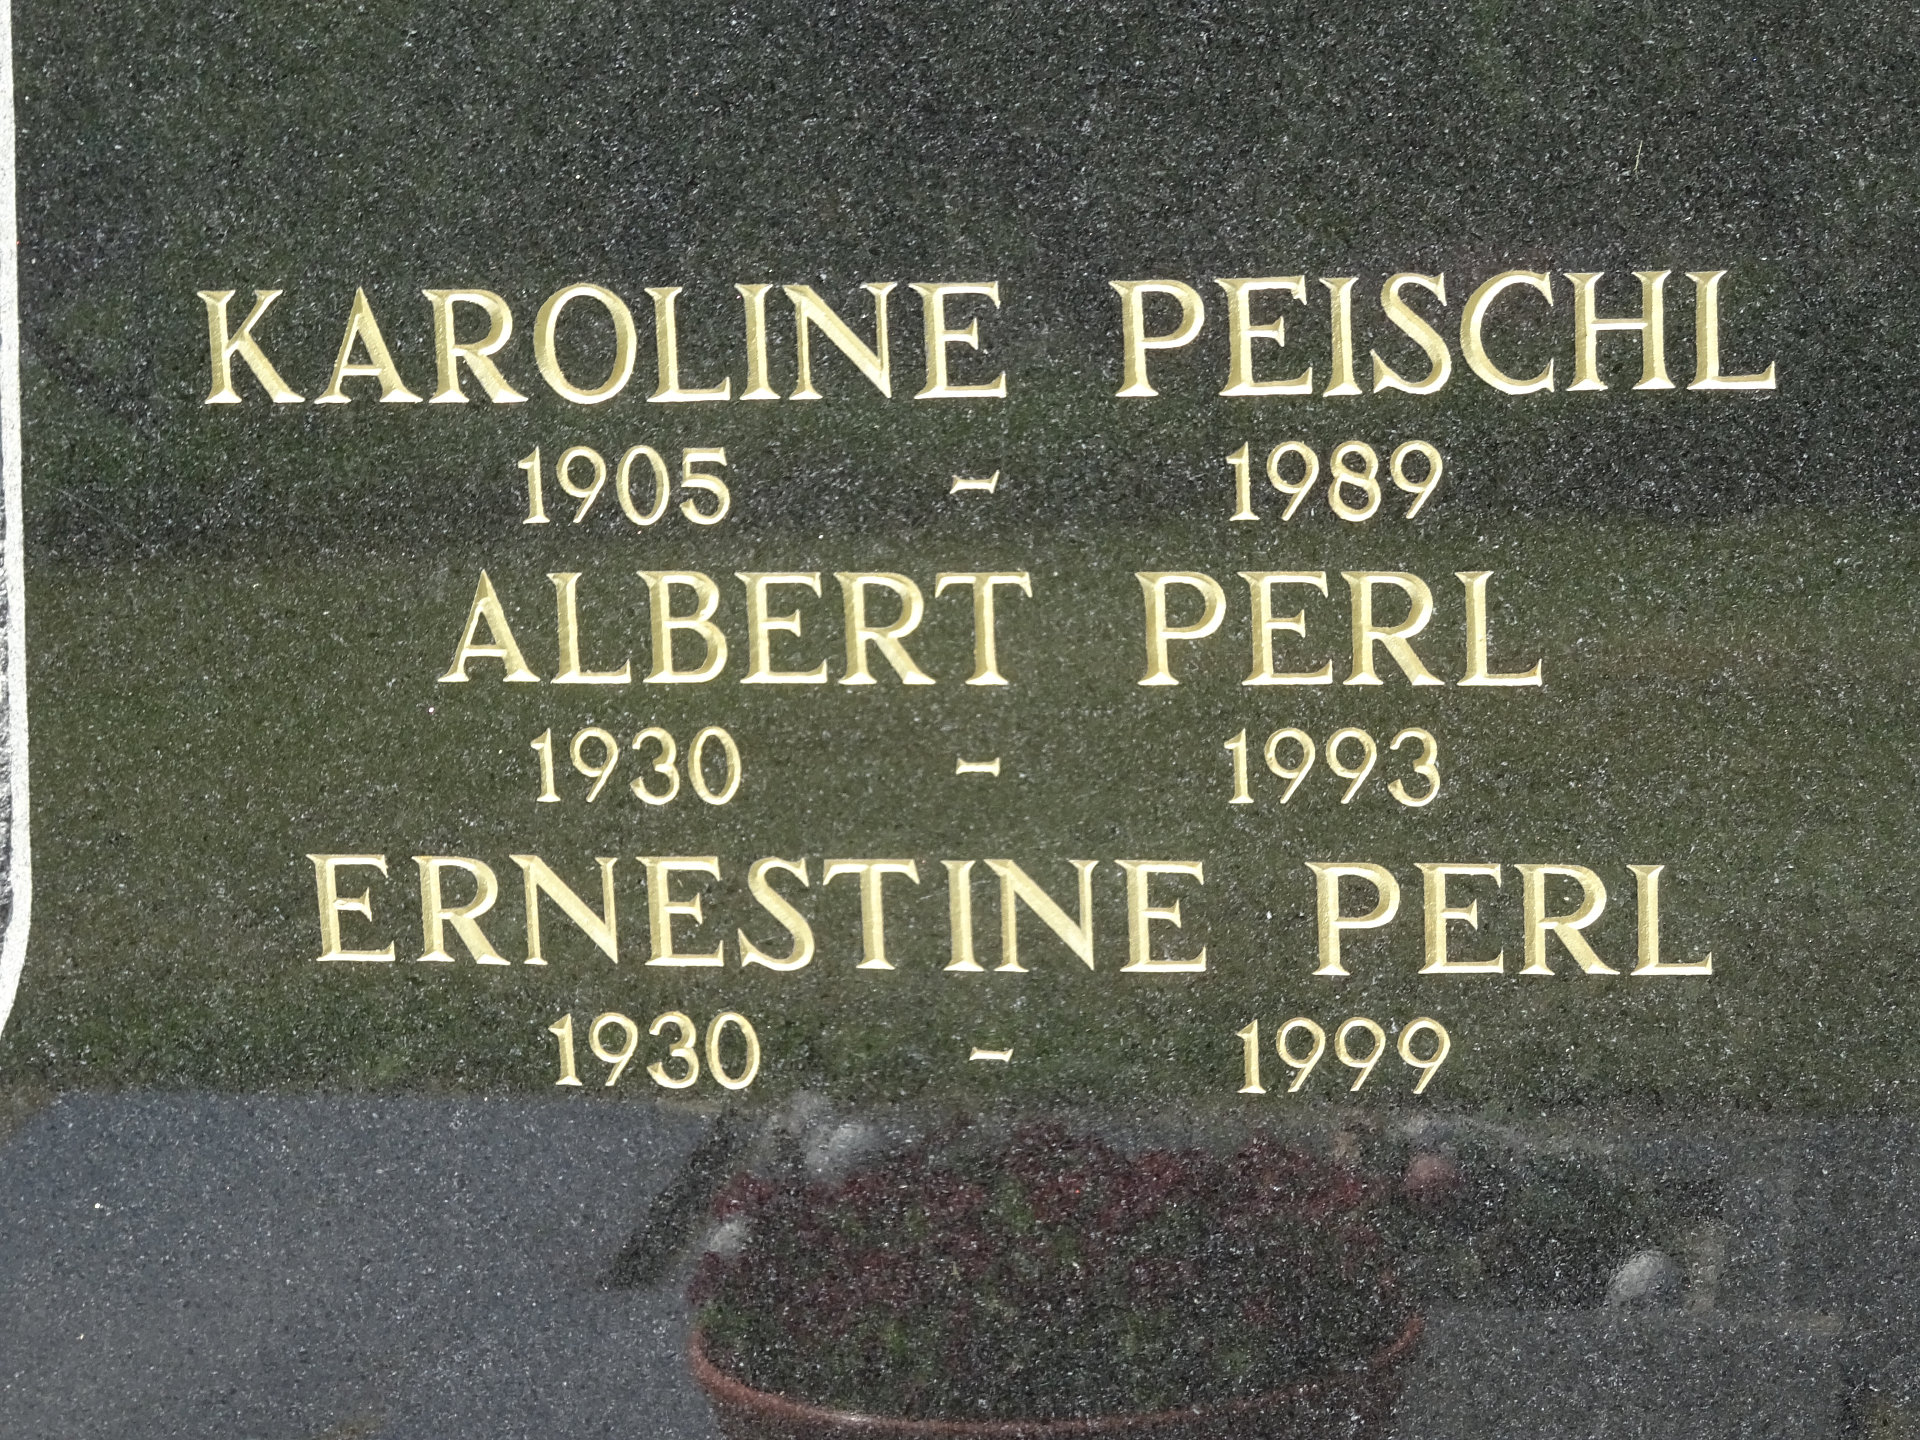 KAROLINE PEISCHL
1905 - 1989
ALBERT PERL
1930 - 1993
ERNESTINE PERL
1930 - 1999